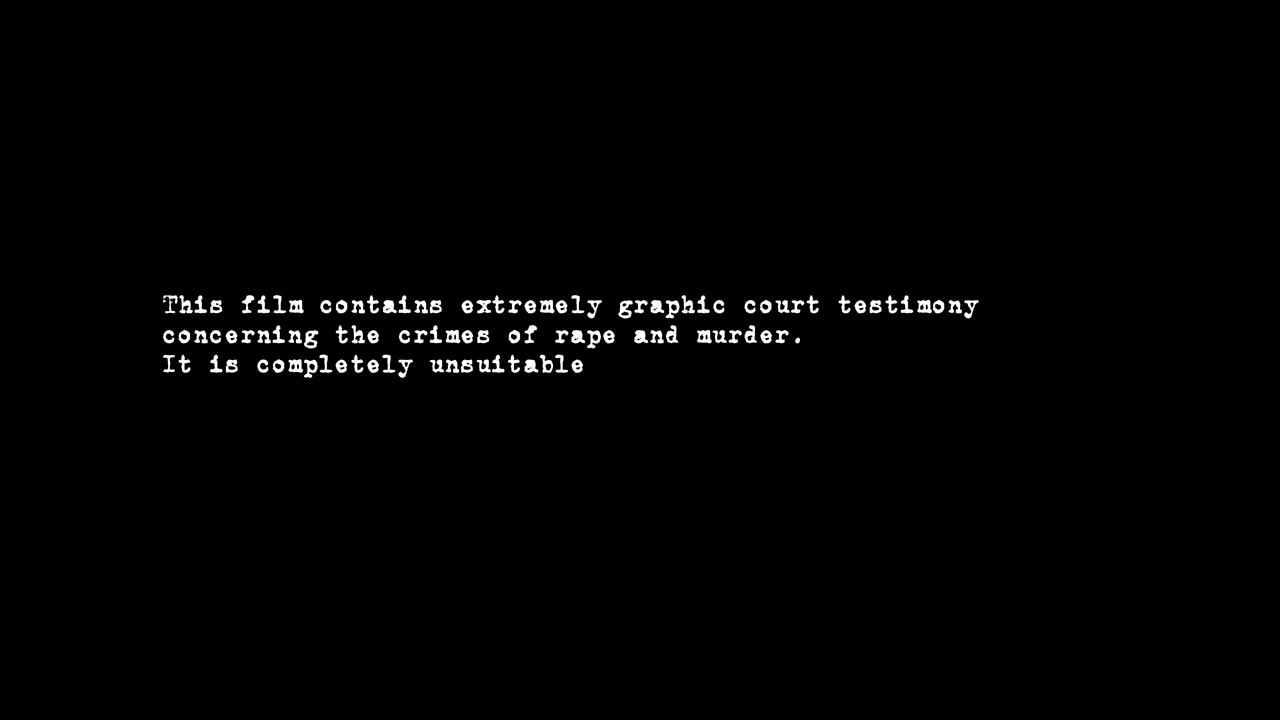 This film contains extremely graphic court testimony
concerning the crimes of rape and murder.
It is completely unsuitable